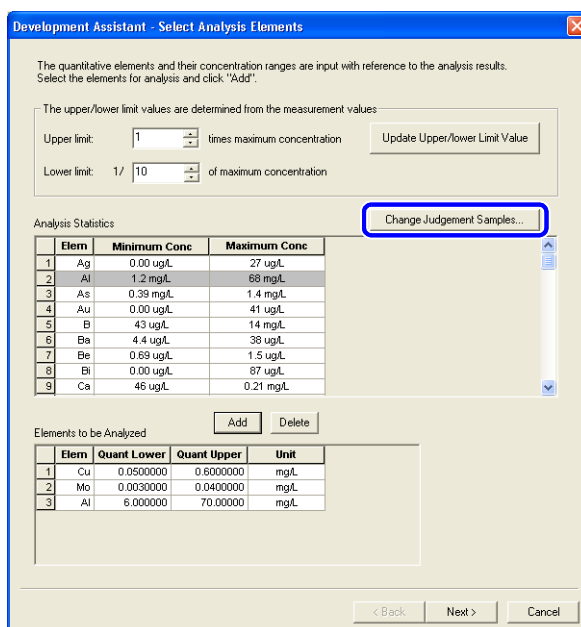 Development Assistant - Select Analysis Elements
The quantitative elements and their concentration ranges are input with reference to the analysis results.
Select the elements for analysis and click "Add".
The upper/lower limit values are determined from the measurement values
Upper limit: 1 times maximum concentration Update Upper/lower Limit Value
Lower limit: 1/ 10 of maximum concentration
Analysis Statistics Change Judgement Samples...
Elem Minimum Conc Maximum Conc
1 Ag 0.00 ug/L 27 ug/L
2 Al 1.2 mg/L 68 mg/L
3 As 0.39 mg/L 1.4 mg/L
4 Au 0.00 ug/L 41 ug/L
5 B 43 ug/L 14 mg/L
6 Ba 4.4 ug/L 38 ug/L
7 Be 0.69 ug/L 1.5 ug/L
8 Bi 0.00 ug/L 87 ug/L
9 Ca 46 ug/L 0.21 mg/L
Add Delete
Elements to be Analyzed
Elem Quant Lower Quant Upper Unit
1 Cu 0.0500000 0.6000000 mg/L
2 Mo 0.0030000 0.0400000 mg/L
3 Al 6.000000 70.00000 mg/L
< Back Next > Cancel